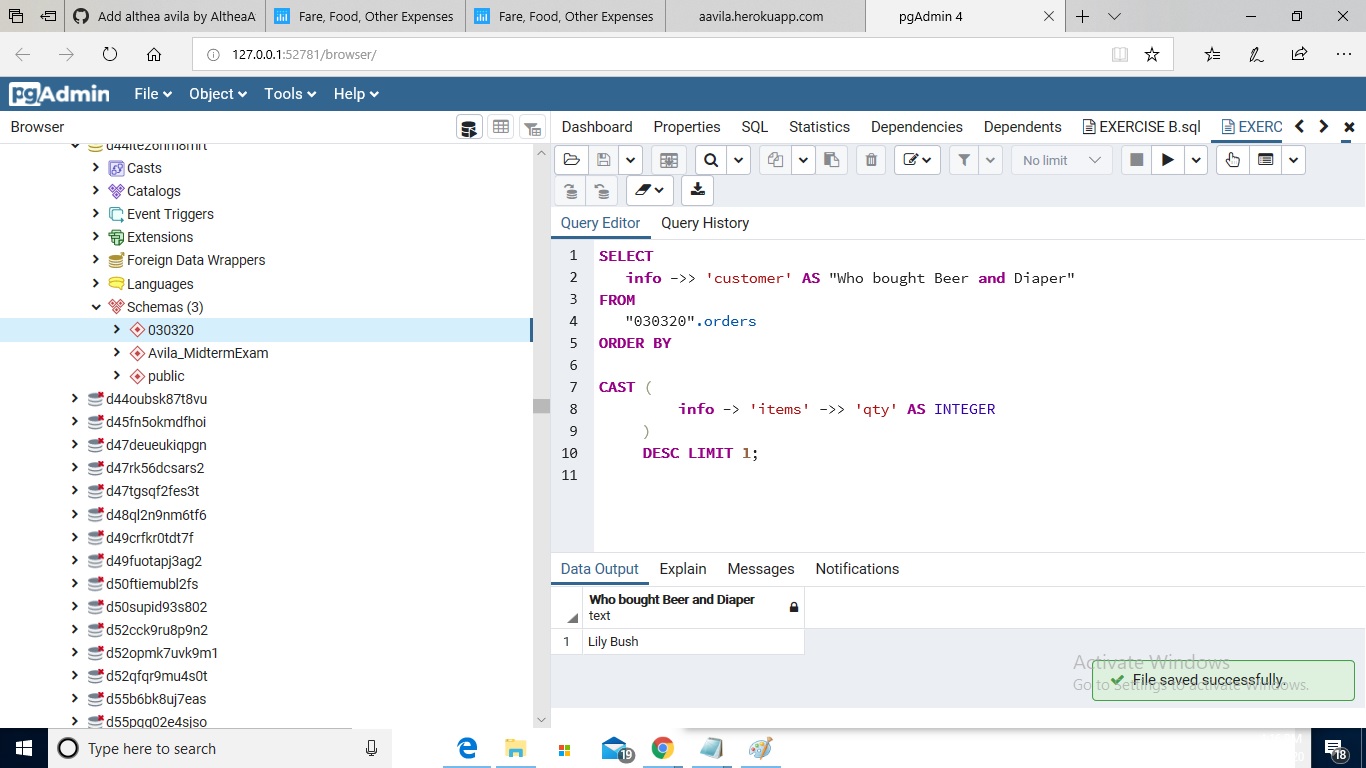 Add althea avila by AltheaA
Fare, Food, Other Expenses
Fare, Food, Other Expenses
aavila.herokuapp.com
pgAdmin 4
127.0.0.1:52781/browser/
pgAdmin File Object Tools Help
Browser
Dashboard Properties SQL Statistics Dependencies Dependents EXERCISE B.sql EXERC
No limit
Query Editor Query History
1 SELECT
2 info ->> 'customer' AS "Who bought Beer and Diaper"
3 FROM
4 "030320".orders
5 ORDER BY
6
7 CAST (
8 info -> 'items' ->> 'qty' AS INTEGER
9 )
10 DESC LIMIT 1;
11
Data Output Explain Messages Notifications
Who bought Beer and Diaper
text
1 Lily Bush
Casts
Catalogs
Event Triggers
Extensions
Foreign Data Wrappers
Languages
Schemas (3)
030320
Avila_MidtermExam
public
d44oubsk87t8vu
d45fn5okmdfhoi
d47deueukiqpgn
d47rk56dcsars2
d47tgsqf2fes3t
d48ql2n9nm6tf6
d49crfkr0tdt7f
d49fuotapj3ag2
d50ftiemubl2fs
d50supid93s802
d52cck9ru8p9n2
d52opmk7uvk9m1
d52qfqr9mu4s0t
d55b6bk8uj7eas
d55pgq02e4sjso
Activate Windows
Go to Settings to activate Windows.
File saved successfully.
Type here to search
19
18